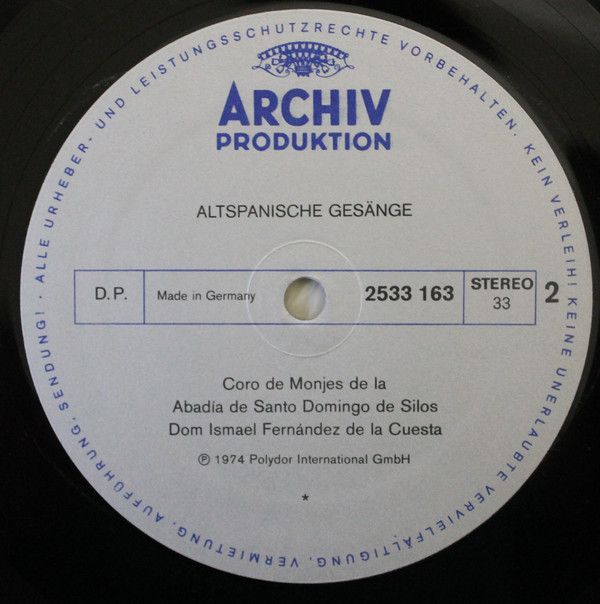 ALLE URHEBER- UND LEISTUNGSSCHUTZRECHTE VORBEHALTEN. KEIN VERLEIH! KEINE UNERLAUBTE VERVIELFÄLTIGUNG, VERMIETUNG, AUFFÜHRUNG, SENDUNG! ·
ARCHIV
PRODUKTION
ALTSPANISCHE GESÄNGE
D. P.
Made in Germany
2533 163
STEREO
33
2
Coro de Monjes de la
Abadía de Santo Domingo de Silos
Dom Ismael Fernández de la Cuesta
℗ 1974 Polydor International GmbH
*